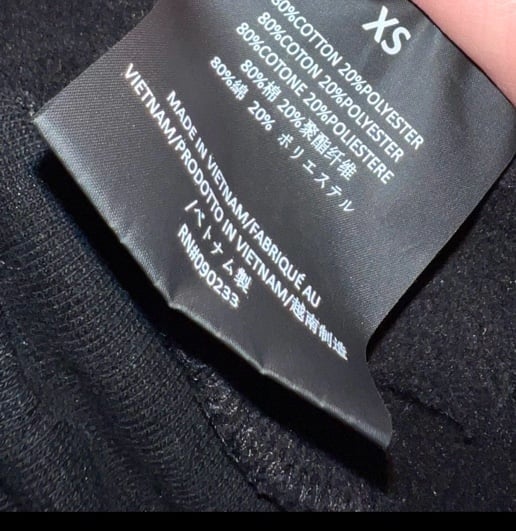 XS
80%COTTON 20%POLYESTER
80%COTON 20%POLYESTER
80%COTONE 20%POLIESTERE
80%棉 20%聚酯纤维
80%綿 20% ポリエステル
MADE IN VIETNAM/FABRIQUÉ AU
VIETNAM/PRODOTTO IN VIETNAM/越南制造
/ベトナム製
RN#090233